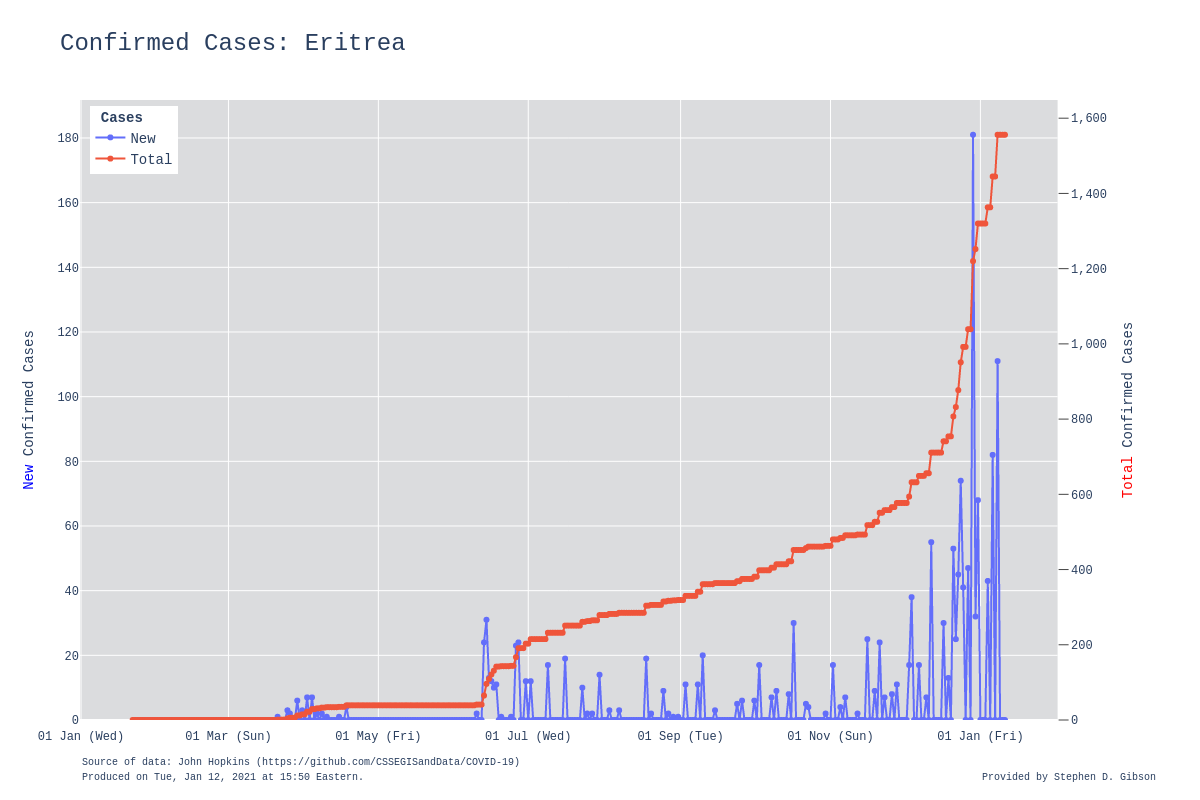 Confirmed Cases: Eritrea
Cases
New
Total
180
160
140
120
100
80
60
40
20
0
1,600
1,400
1,200
1,000
800
600
400
200
0
New Confirmed Cases
Total Confirmed Cases
01 Jan (Wed) 01 Mar (Sun) 01 May (Fri) 01 Jul (Wed) 01 Sep (Tue) 01 Nov (Sun) 01 Jan (Fri)
Source of data: John Hopkins (https://github.com/CSSEGISandData/COVID-19)
Produced on Tue, Jan 12, 2021 at 15:50 Eastern.
Provided by Stephen D. Gibson